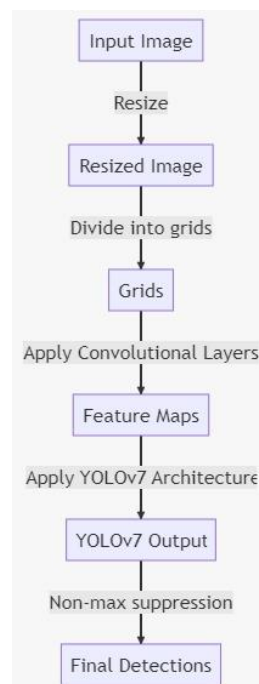 Input Image
Resize
Resized Image
Divide into grids
Grids
Apply Convolutional Layers
Feature Maps
Apply YOLOv7 Architecture
YOLOv7 Output
Non-max suppression
Final Detections